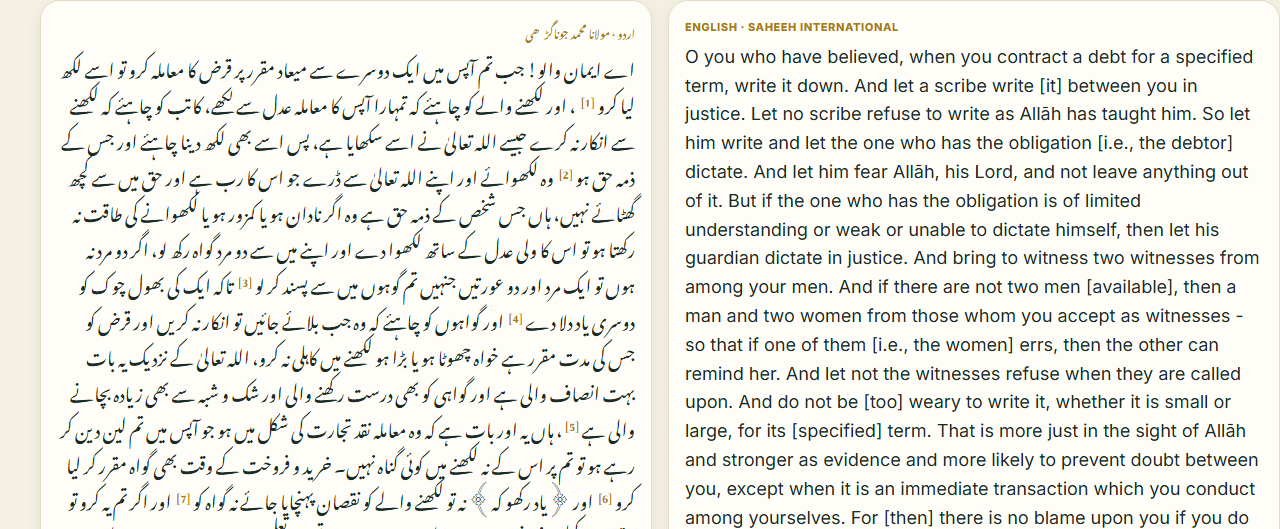 اردو · مولانا محمد جوناگڑھی
اے ایمان والو! جب تم آپس میں ایک دوسرے سے میعاد مقرر پر قرض کا معاملہ کرو تو اسے لکھ
لیا کرو [1] ، اور لکھنے والے کو چاہئے کہ تمہارا آپس کا معاملہ عدل سے لکھے، کاتب کو چاہئے کہ لکھنے
سے انکار نہ کرے جیسے اللہ تعالیٰ نے اسے سکھایا ہے، پس اسے بھی لکھ دینا چاہئے اور جس کے
ذمہ حق ہو [2] وہ لکھوائے اور اپنے اللہ تعالیٰ سے ڈرے جو اس کا رب ہے اور حق میں سے کچھ
گھٹائے نہیں، ہاں جس شخص کے ذمہ حق ہے وہ اگر نادان ہو یا کمزور ہو یا لکھوانے کی طاقت نہ
رکھتا ہو تو اس کا ولی عدل کے ساتھ لکھوا دے اور اپنے میں سے دو مرد گواہ رکھ لو، اگر دو مرد نہ
ہوں تو ایک مرد اور دو عورتیں جنہیں تم گوہوں میں سے پسند کر لو [3] تاکہ ایک کی بھول چوک کو
دوسری یاد دلا دے [4] اور گواہوں کو چاہئے کہ وہ جب بلائے جائیں تو انکار نہ کریں اور قرض کو
جس کی مدت مقرر ہے خواہ چھوٹا ہو یا بڑا ہو لکھنے میں کاہلی نہ کرو، اللہ تعالیٰ کے نزدیک یہ بات
بہت انصاف والی ہے اور گواہی کو بھی درست رکھنے والی اور شک و شبہ سے بھی زیادہ بچانے
والی ہے [5] ، ہاں یہ اور بات ہے کہ وہ معاملہ نقد تجارت کی شکل میں ہو جو آپس میں تم لین دین کر
رہے ہو تو تم پر اس کے نہ لکھنے میں کوئی گناه نہیں۔ خرید و فروخت کے وقت بھی گواہ مقرر کر لیا
کرو [6] اور ﴿ یاد رکھو کہ ﴾ نہ تو لکھنے والے کو نقصان پہنچایا جائے نہ گواہ کو [7] اور اگر تم یہ کرو تو
ENGLISH · SAHEEH INTERNATIONAL
O you who have believed, when you contract a debt for a specified
term, write it down. And let a scribe write [it] between you in
justice. Let no scribe refuse to write as Allāh has taught him. So let
him write and let the one who has the obligation [i.e., the debtor]
dictate. And let him fear Allāh, his Lord, and not leave anything out
of it. But if the one who has the obligation is of limited
understanding or weak or unable to dictate himself, then let his
guardian dictate in justice. And bring to witness two witnesses from
among your men. And if there are not two men [available], then a
man and two women from those whom you accept as witnesses -
so that if one of them [i.e., the women] errs, then the other can
remind her. And let not the witnesses refuse when they are called
upon. And do not be [too] weary to write it, whether it is small or
large, for its [specified] term. That is more just in the sight of Allāh
and stronger as evidence and more likely to prevent doubt between
you, except when it is an immediate transaction which you conduct
among yourselves. For [then] there is no blame upon you if you do